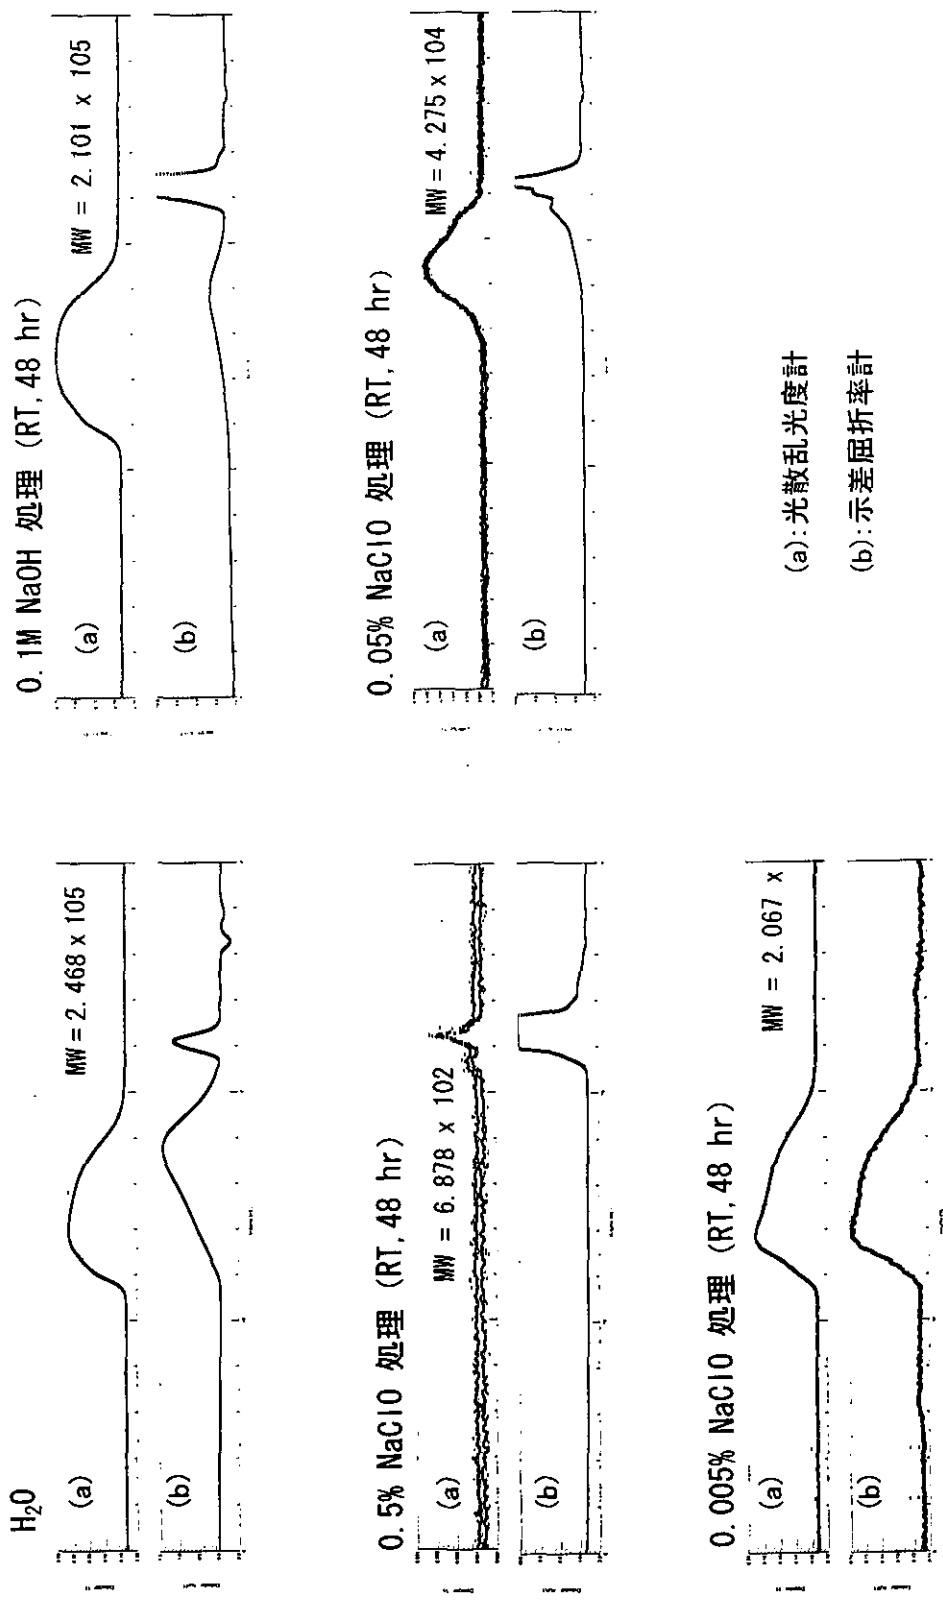 H₂O
(a)
MW = 2.468 x 105
(b)
0.1M NaOH 処理 (RT, 48 hr)
(a)
MW = 2.101 x 105
(b)
0.5% NaClO 処理 (RT, 48 hr)
(a)
MW = 6.878 x 102
(b)
0.05% NaClO 処理 (RT, 48 hr)
(a)
MW = 4.275 x 104
(b)
0.005% NaClO 処理 (RT, 48 hr)
(a)
MW = 2.067 x
(b)
(a):光散乱光度計
(b):示差屈折率計